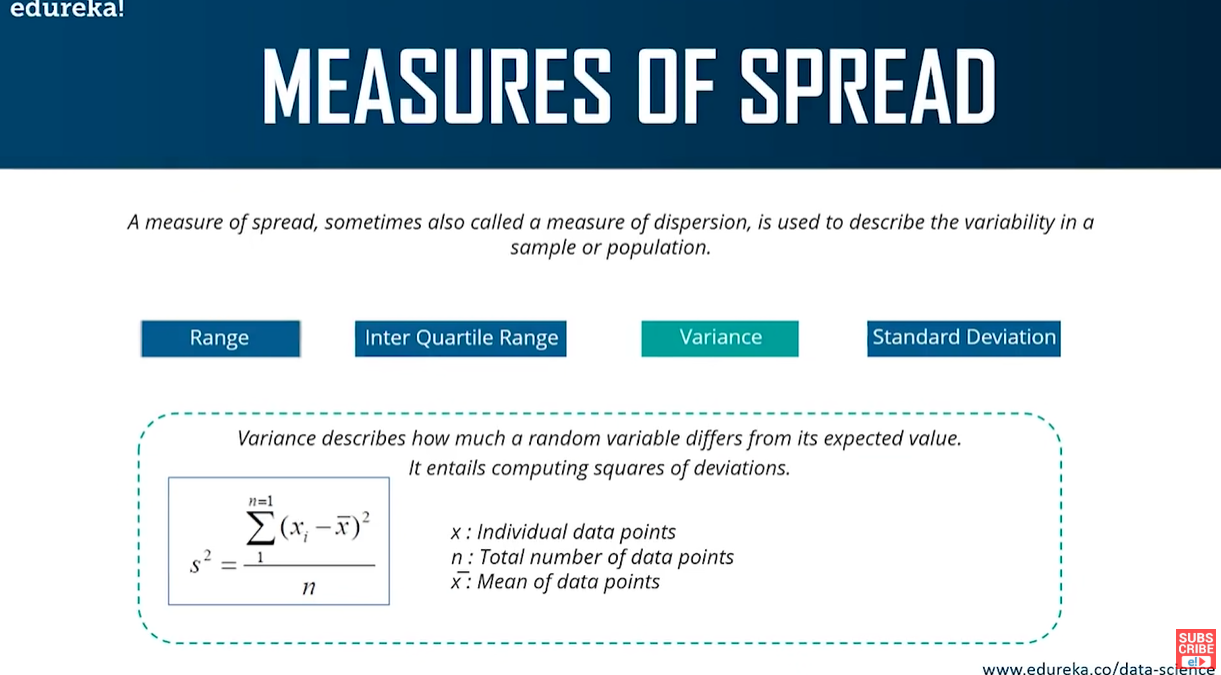 edureka!
MEASURES OF SPREAD
A measure of spread, sometimes also called a measure of dispersion, is used to describe the variability in a
sample or population.
Range
Inter Quartile Range
Variance
Standard Deviation
Variance describes how much a random variable differs from its expected value.
It entails computing squares of deviations.
n=1
s² = ∑(xᵢ − x̅)²
1
n
x : Individual data points
n : Total number of data points
x̅ : Mean of data points
SUBS
CRIBE
e!
www.edureka.co/data-science